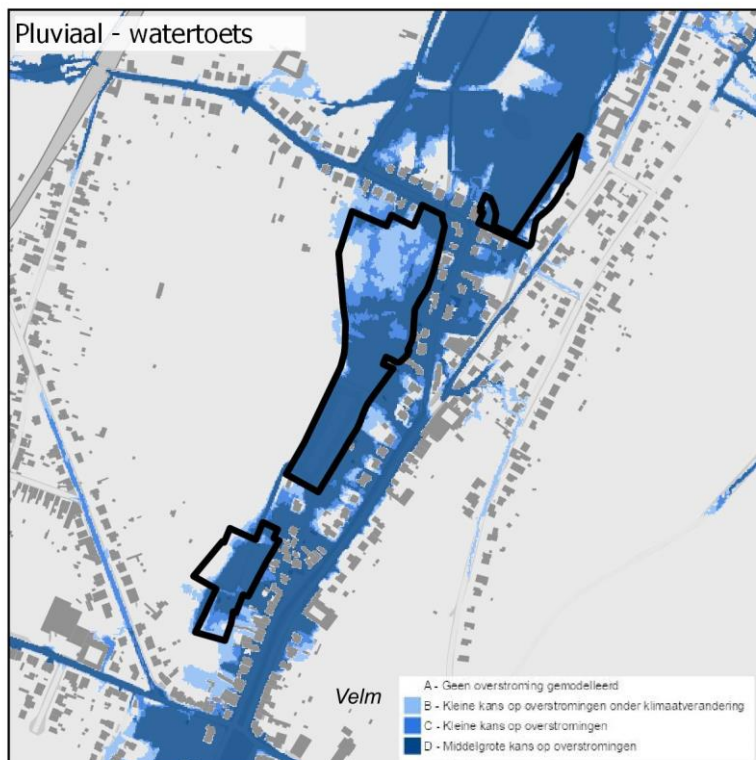 Pluviaal - watertoets
Velm
A - Geen overstroming gemodelleerd
B - Kleine kans op overstromingen onder klimaatverandering
C - Kleine kans op overstromingen
D - Middelgrote kans op overstromingen